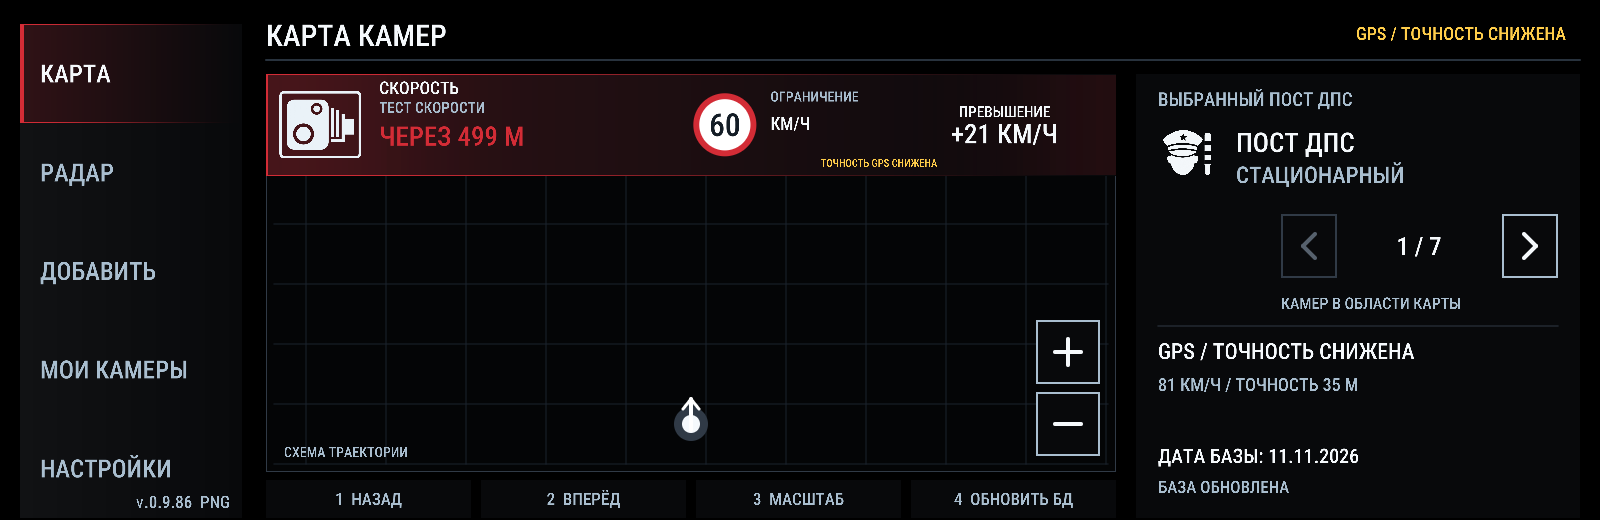 КАРТА
РАДАР
ДОБАВИТЬ
МОИ КАМЕРЫ
НАСТРОЙКИ
v.0.9.86 PNG
КАРТА КАМЕР
GPS / ТОЧНОСТЬ СНИЖЕНА
СКОРОСТЬ
ТЕСТ СКОРОСТИ
ЧЕРЕЗ 499 М
60
ОГРАНИЧЕНИЕ
КМ/Ч
ПРЕВЫШЕНИЕ
+21 КМ/Ч
ТОЧНОСТЬ GPS СНИЖЕНА
СХЕМА ТРАЕКТОРИИ
+
−
1 НАЗАД
2 ВПЕРЁД
3 МАСШТАБ
4 ОБНОВИТЬ БД
ВЫБРАННЫЙ ПОСТ ДПС
ПОСТ ДПС
СТАЦИОНАРНЫЙ
1 / 7
КАМЕР В ОБЛАСТИ КАРТЫ
GPS / ТОЧНОСТЬ СНИЖЕНА
81 КМ/Ч / ТОЧНОСТЬ 35 М
ДАТА БАЗЫ: 11.11.2026
БАЗА ОБНОВЛЕНА